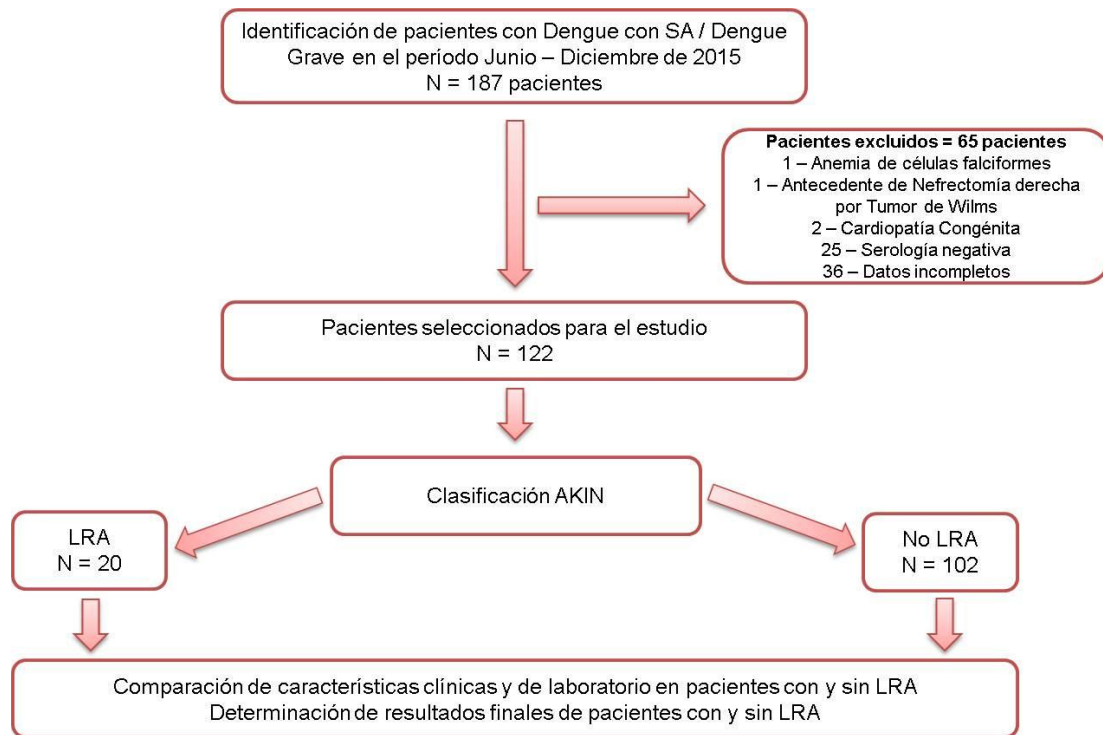 Identificación de pacientes con Dengue con SA / Dengue
Grave en el período Junio – Diciembre de 2015
N = 187 pacientes
Pacientes excluidos = 65 pacientes
1 – Anemia de células falciformes
1 – Antecedente de Nefrectomía derecha
por Tumor de Wilms
2 – Cardiopatía Congénita
25 – Serología negativa
36 – Datos incompletos
Pacientes seleccionados para el estudio
N = 122
Clasificación AKIN
LRA
N = 20
No LRA
N = 102
Comparación de características clínicas y de laboratorio en pacientes con y sin LRA
Determinación de resultados finales de pacientes con y sin LRA